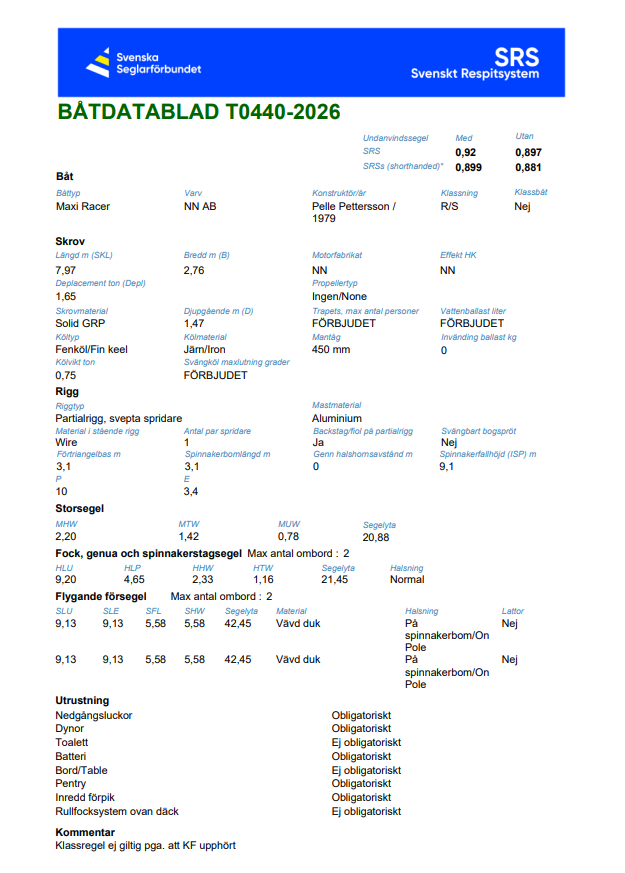 Svenska
Seglarförbundet
SRS
Svenskt Respitsystem
BÅTDATABLAD T0440-2026
Undanvindssegel Med Utan
SRS 0,92 0,897
SRSs (shorthanded)* 0,899 0,881
Båt
Båttyp Varv Konstruktör/år Klassning Klassbåt
Maxi Racer NN AB Pelle Pettersson / R/S Nej
1979
Skrov
Längd m (SKL) Bredd m (B) Motorfabrikat Effekt HK
7,97 2,76 NN NN
Deplacement ton (Depl) Propellertyp
1,65 Ingen/None
Skrovmaterial Djupgående m (D) Trapets, max antal personer Vattenballast liter
Solid GRP 1,47 FÖRBJUDET FÖRBJUDET
Költyp Kölmaterial Mantåg Invänding ballast kg
Fenköl/Fin keel Järn/Iron 450 mm 0
Kölvikt ton Svängköl maxlutning grader
0,75 FÖRBJUDET
Rigg
Riggtyp Mastmaterial
Partialrigg, svepta spridare Aluminium
Material i stående rigg Antal par spridare Backstag/fiol på partialrigg Svängbart bogspröt
Wire 1 Ja Nej
Förtriangelbas m Spinnakerbomlängd m Genn halshornsavstånd m Spinnakerfallhöjd (ISP) m
3,1 3,1 0 9,1
P E
10 3,4
Storsegel
MHW MTW MUW Segelyta
2,20 1,42 0,78 20,88
Fock, genua och spinnakerstagsegel Max antal ombord : 2
HLU HLP HHW HTW Segelyta Halsning
9,20 4,65 2,33 1,16 21,45 Normal
Flygande försegel Max antal ombord : 2
SLU SLE SFL SHW Segelyta Material Halsning Lattor
9,13 9,13 5,58 5,58 42,45 Vävd duk På Nej
spinnakerbom/On
Pole
9,13 9,13 5,58 5,58 42,45 Vävd duk På Nej
spinnakerbom/On
Pole
Utrustning
Nedgångsluckor Obligatoriskt
Dynor Obligatoriskt
Toalett Ej obligatoriskt
Batteri Obligatoriskt
Bord/Table Ej obligatoriskt
Pentry Obligatoriskt
Inredd förpik Obligatoriskt
Rullfocksystem ovan däck Ej obligatoriskt
Kommentar
Klassregel ej giltig pga. att KF upphört